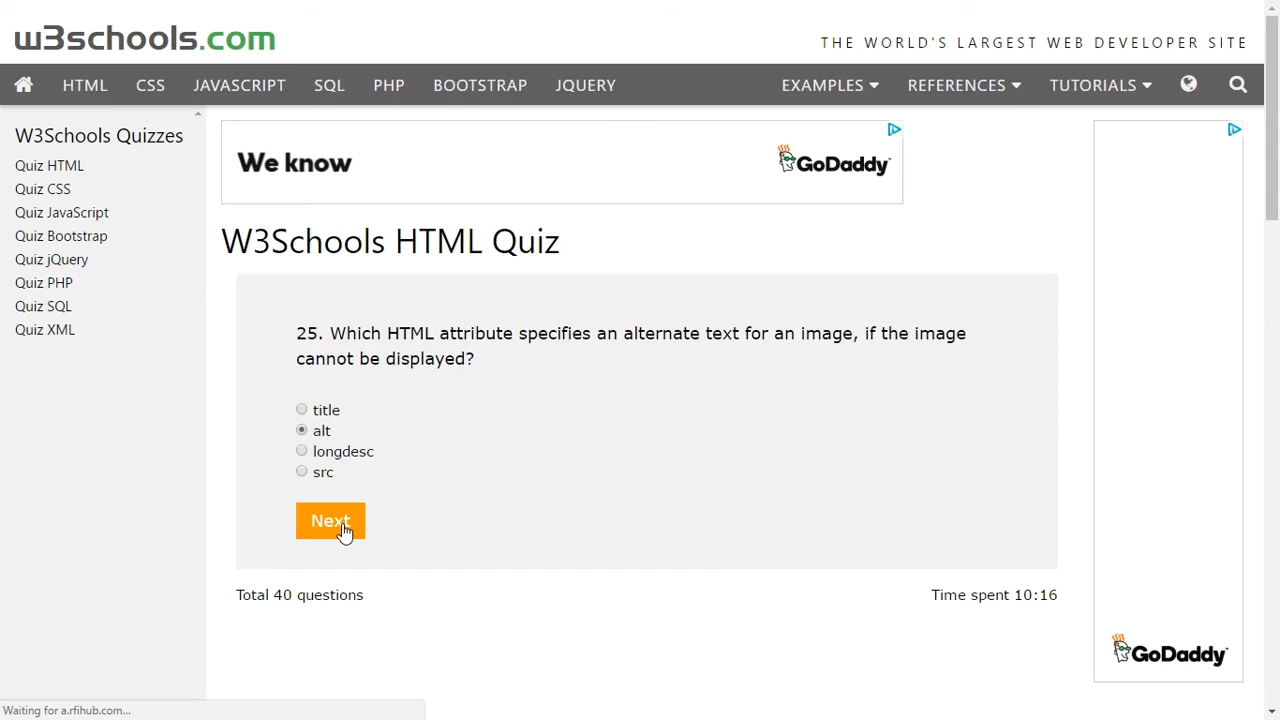 w3schools.com
THE WORLD'S LARGEST WEB DEVELOPER SITE
HTML CSS JAVASCRIPT SQL PHP BOOTSTRAP JQUERY EXAMPLES REFERENCES TUTORIALS
W3Schools Quizzes
Quiz HTML
Quiz CSS
Quiz JavaScript
Quiz Bootstrap
Quiz jQuery
Quiz PHP
Quiz SQL
Quiz XML
We know
GoDaddy™
W3Schools HTML Quiz
25. Which HTML attribute specifies an alternate text for an image, if the image
cannot be displayed?
title
alt
longdesc
src
Next
Total 40 questions
Time spent 10:16
GoDaddy™
Waiting for a.rfihub.com...